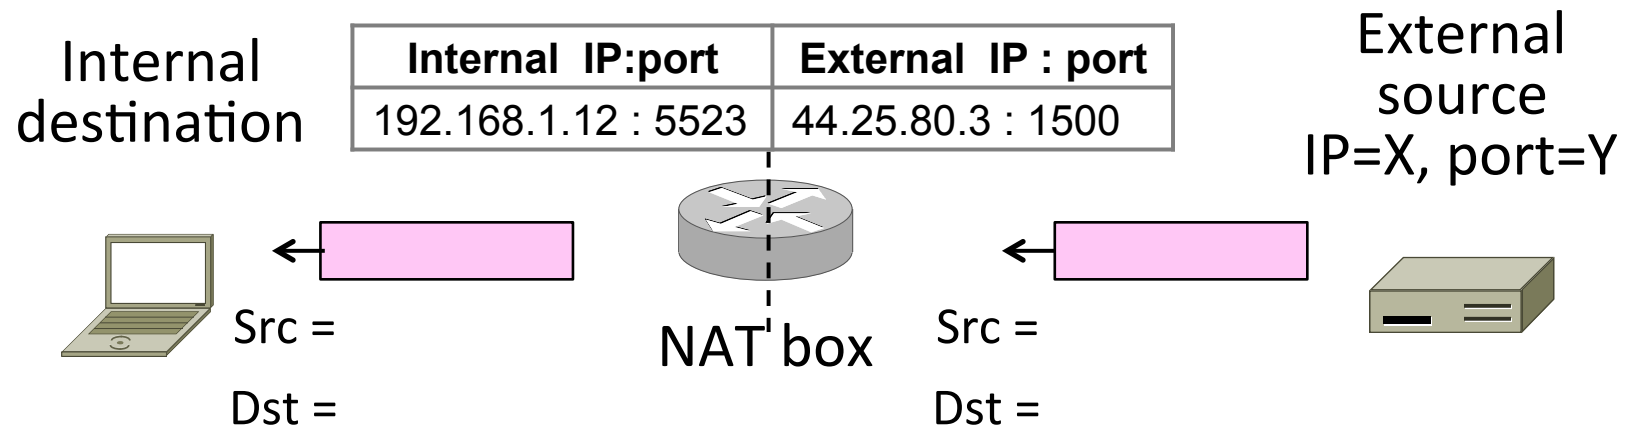 Internal
destination
Internal IP:port External IP : port
192.168.1.12 : 5523 44.25.80.3 : 1500
External
source
IP=X, port=Y
Src =
Dst =
NAT box
Src =
Dst =